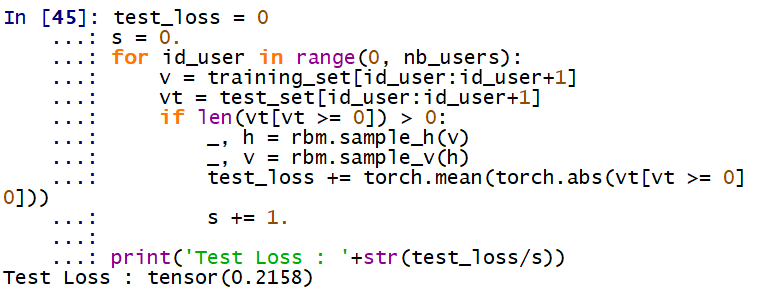 In [45]: test_loss = 0
    ...: s = 0.
    ...: for id_user in range(0, nb_users):
    ...:     v = training_set[id_user:id_user+1]
    ...:     vt = test_set[id_user:id_user+1]
    ...:     if len(vt[vt >= 0]) > 0:
    ...:         _, h = rbm.sample_h(v)
    ...:         _, v = rbm.sample_v(h)
    ...:         test_loss += torch.mean(torch.abs(vt[vt >= 0]
0]))
    ...:         s += 1.
    ...:
    ...: print('Test Loss : '+str(test_loss/s))
Test Loss : tensor(0.2158)